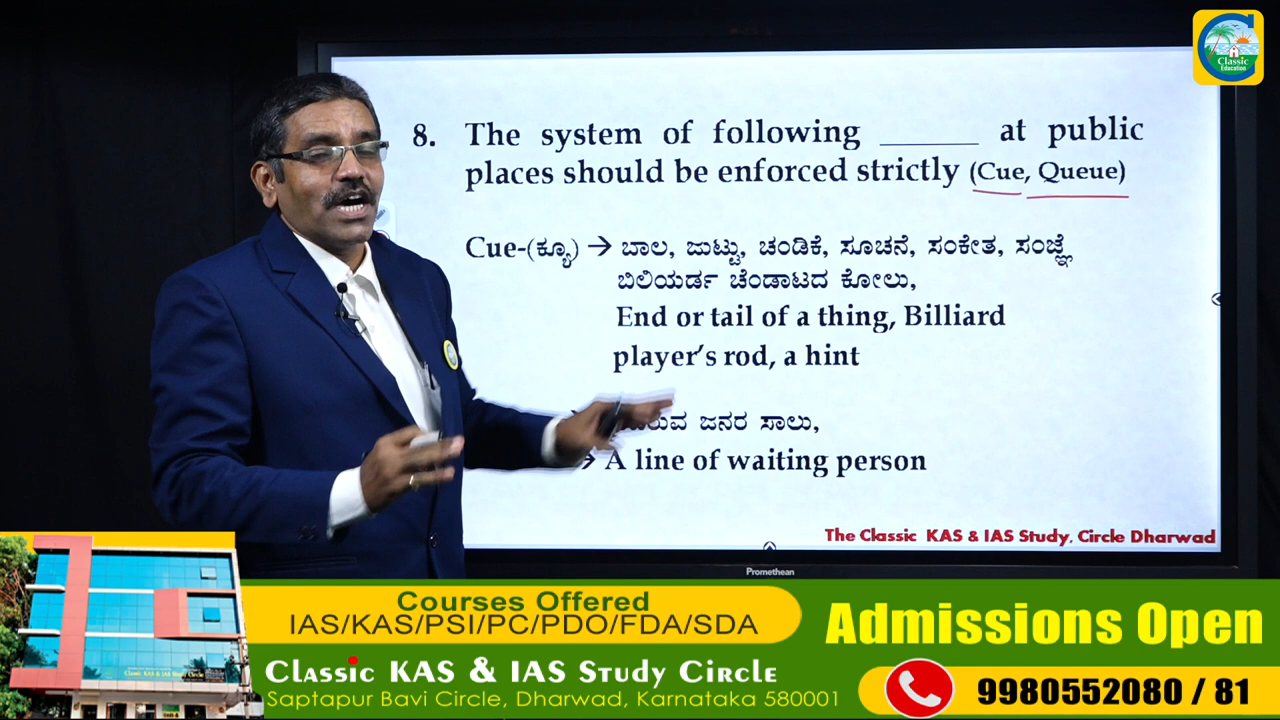 Classic
Education
8. The system of following ______ at public
places should be enforced strictly (Cue, Queue)
Cue-(ಕ್ಯೂ) → ಬಾಲ, ಜುಟ್ಟು, ಚಂಡಿಕೆ, ಸೂಚನೆ, ಸಂಕೇತ, ಸಂಜ್ಞೆ
ಬಿಲಿಯರ್ಡ ಚೆಂಡಾಟದ ಕೋಲು,
End or tail of a thing, Billiard
player's rod, a hint
ಜನರ ಸಾಲು,
→ A line of waiting person
The Classic KAS & IAS Study, Circle Dharwad
Promethean
Courses Offered
IAS/KAS/PSI/PC/PDO/FDA/SDA
Classic KAS & IAS Study Circle
Saptapur Bavi Circle, Dharwad, Karnataka 580001
Admissions Open
9980552080 / 81